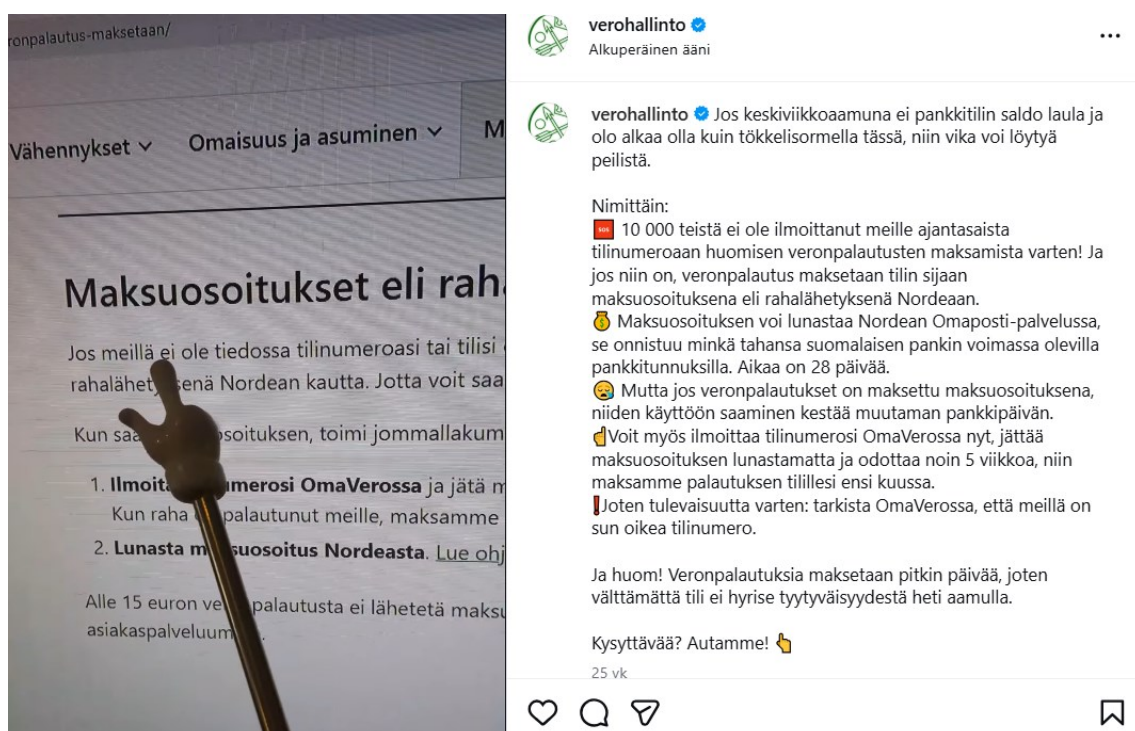 ronpalautus-maksetaan/
Vähennykset
Omaisuus ja asuminen
M
Maksuosoitukset eli rah
Jos meillä ei ole tiedossa tilinumeroasi tai tilisi
rahalähet senä Nordean kautta. Jotta voit saa
Kun saa osoituksen, toimi jommallakum
1. Ilmoita umerosi OmaVerossa ja jätä m
Kun raha palautunut meille, maksamme
2. Lunasta m suosoitus Nordeasta. Lue ohj
Alle 15 euron ve palautusta ei lähetetä maksu
asiakaspalveluum
verohallinto
Alkuperäinen ääni
verohallinto Jos keskiviikkoaamuna ei pankkitilin saldo laula ja
olo alkaa olla kuin tökkelisormella tässä, niin vika voi löytyä
peilistä.
Nimittäin:
🆘 10 000 teistä ei ole ilmoittanut meille ajantasaista
tilinumeroaan huomisen veronpalautusten maksamista varten! Ja
jos niin on, veronpalautus maksetaan tilin sijaan
maksuosoituksena eli rahalähetyksenä Nordeaan.
💰 Maksuosoituksen voi lunastaa Nordean Omaposti-palvelussa,
se onnistuu minkä tahansa suomalaisen pankin voimassa olevilla
pankkitunnuksilla. Aikaa on 28 päivää.
😪 Mutta jos veronpalautukset on maksettu maksuosoituksena,
niiden käyttöön saaminen kestää muutaman pankkipäivän.
☝Voit myös ilmoittaa tilinumerosi OmaVerossa nyt, jättää
maksuosoituksen lunastamatta ja odottaa noin 5 viikkoa, niin
maksamme palautuksen tilillesi ensi kuussa.
❗Joten tulevaisuutta varten: tarkista OmaVerossa, että meillä on
sun oikea tilinumero.
Ja huom! Veronpalautuksia maksetaan pitkin päivää, joten
välttämättä tili ei hyrise tyytyväisyydestä heti aamulla.
Kysyttävää? Autamme! 👆
25 vk